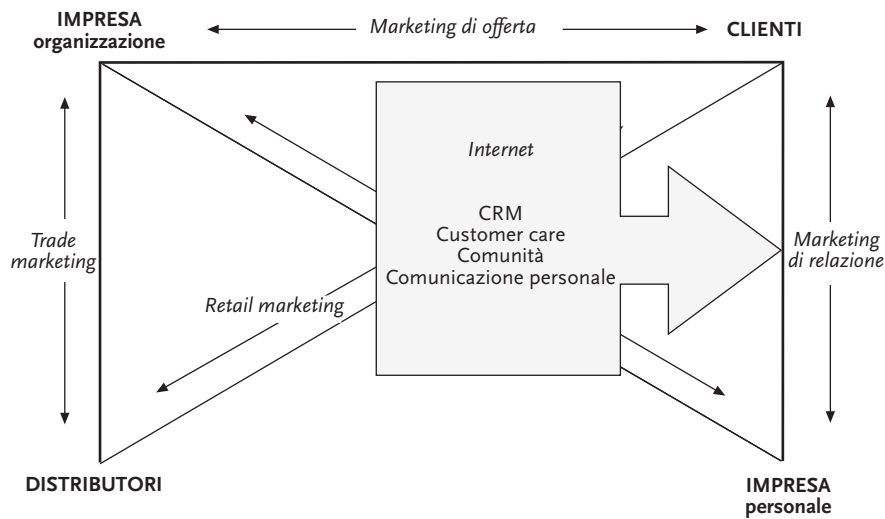 IMPRESA
organizzazione
Marketing di offerta
CLIENTI
Internet
CRM
Customer care
Comunità
Comunicazione personale
Trade
marketing
Marketing
di relazione
Retail marketing
DISTRIBUTORI
IMPRESA
personale